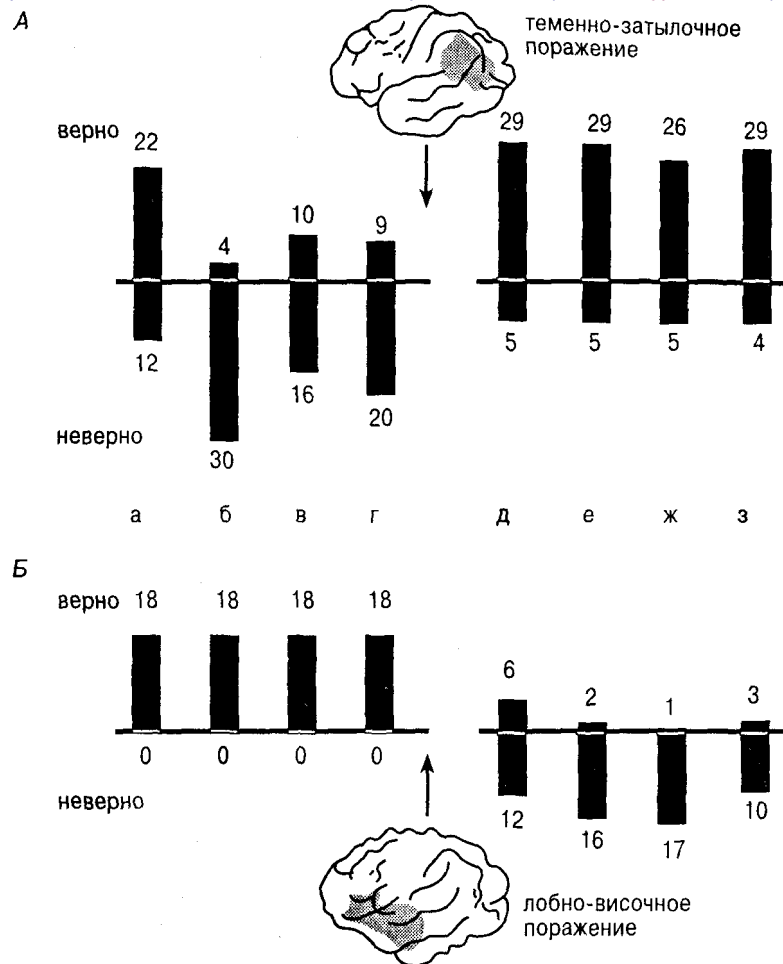 А
теменно-затылочное
поражение
верно
22 4 10 9 29 29 26 29
12 30 16 20 5 5 5 4
неверно
а б в г д е ж з
Б
верно 18 18 18 18 6 2 1 3
0 0 0 0 12 16 17 10
неверно
лобно-височное
поражение